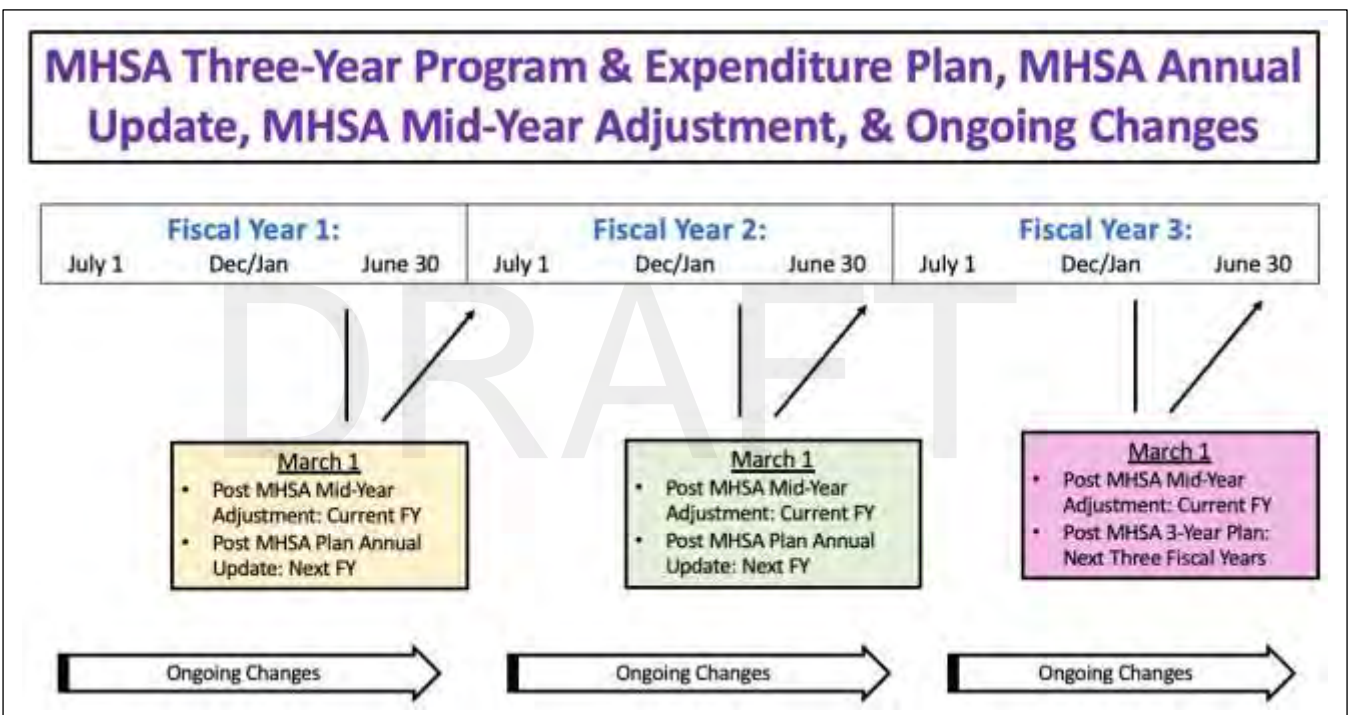 MHSA Three-Year Program & Expenditure Plan, MHSA Annual
Update, MHSA Mid-Year Adjustment, & Ongoing Changes
Fiscal Year 1:
July 1 Dec/Jan June 30
Fiscal Year 2:
July 1 Dec/Jan June 30
Fiscal Year 3:
July 1 Dec/Jan June 30
DRAFT
March 1
• Post MHSA Mid-Year
Adjustment: Current FY
• Post MHSA Plan Annual
Update: Next FY
March 1
• Post MHSA Mid-Year
Adjustment: Current FY
• Post MHSA Plan Annual
Update: Next FY
March 1
• Post MHSA Mid-Year
Adjustment: Current FY
• Post MHSA 3-Year Plan:
Next Three Fiscal Years
Ongoing Changes
Ongoing Changes
Ongoing Changes